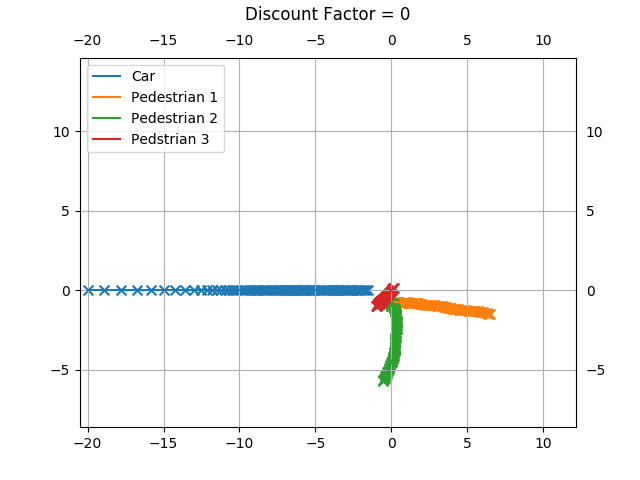 Discount Factor = 0
−20 −15 −10 −5 0 5 10
Car
Pedestrian 1
Pedestrian 2
Pedstrian 3
10 10
5 5
0 0
−5 −5
−20 −15 −10 −5 0 5 10